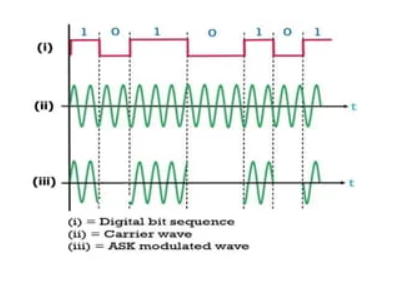 1 0 1 0 1 0 1
(i)
(ii) t
(iii) t
(i) = Digital bit sequence
(ii) = Carrier wave
(iii) = ASK modulated wave